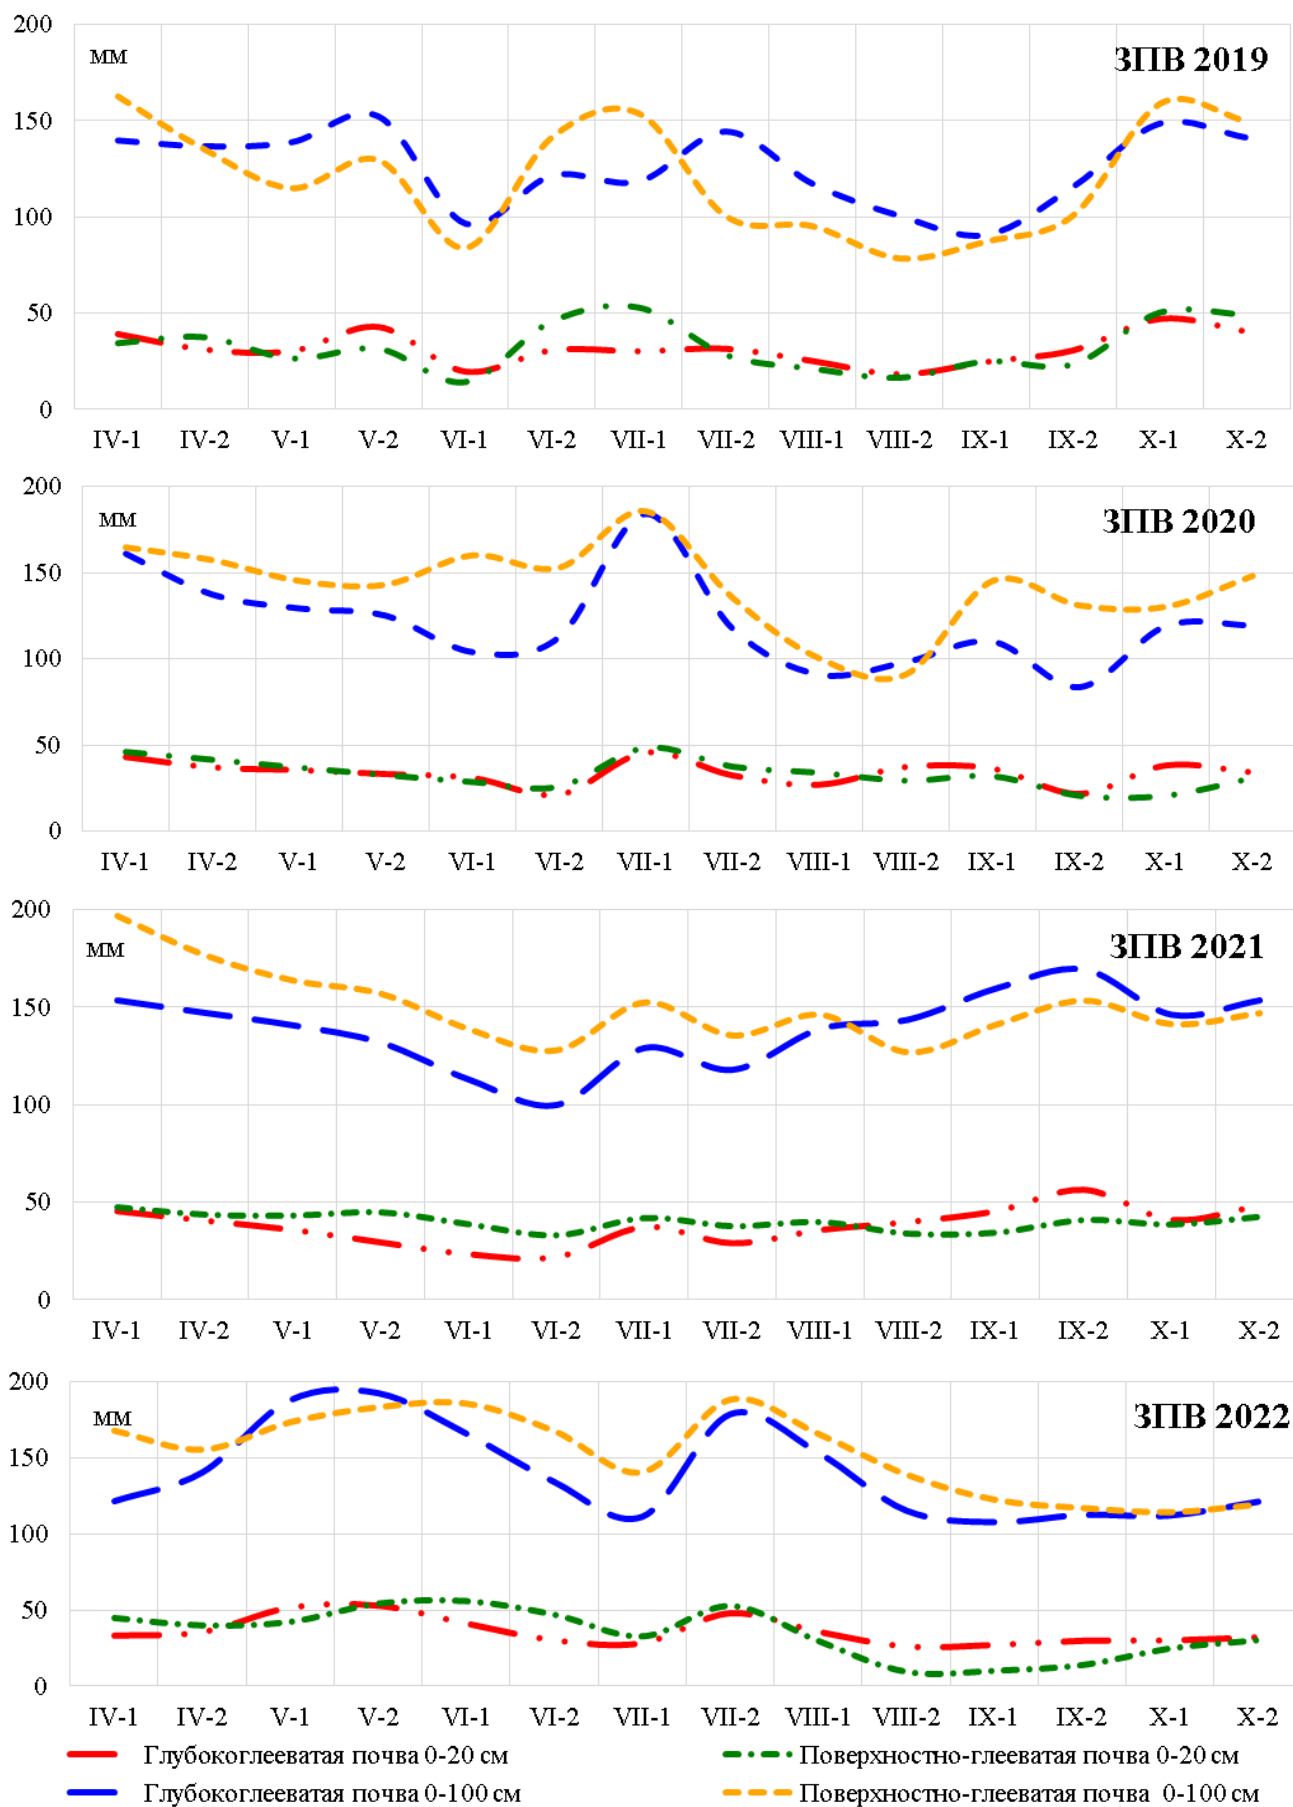 200
мм
ЗПВ 2019
150
100
50
0
IV-1 IV-2 V-1 V-2 VI-1 VI-2 VII-1 VII-2 VIII-1 VIII-2 IX-1 IX-2 X-1 X-2
200
мм
ЗПВ 2020
150
100
50
0
IV-1 IV-2 V-1 V-2 VI-1 VI-2 VII-1 VII-2 VIII-1 VIII-2 IX-1 IX-2 X-1 X-2
200
мм
ЗПВ 2021
150
100
50
0
IV-1 IV-2 V-1 V-2 VI-1 VI-2 VII-1 VII-2 VIII-1 VIII-2 IX-1 IX-2 X-1 X-2
200
мм
ЗПВ 2022
150
100
50
0
IV-1 IV-2 V-1 V-2 VI-1 VI-2 VII-1 VII-2 VIII-1 VIII-2 IX-1 IX-2 X-1 X-2
Глубокоглееватая почва 0-20 см
Поверхностно-глееватая почва 0-20 см
Глубокоглееватая почва 0-100 см
Поверхностно-глееватая почва 0-100 см